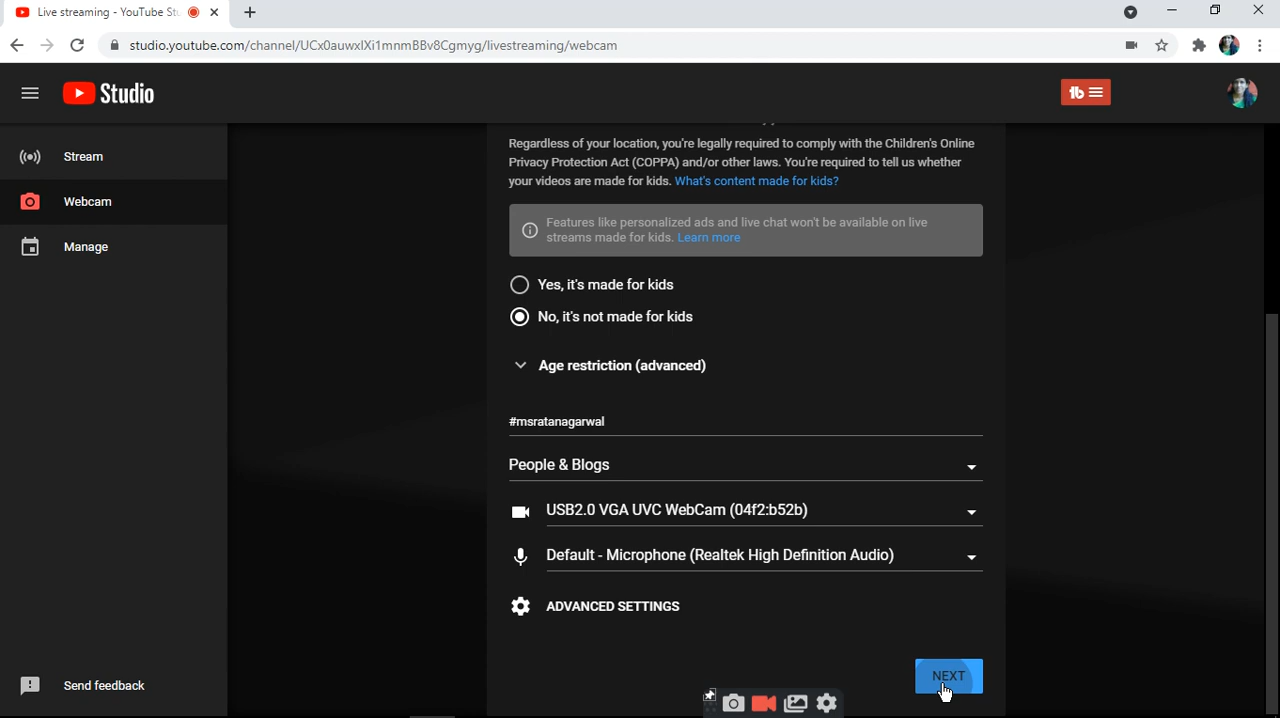 Live streaming - YouTube Stu
studio.youtube.com/channel/UCx0auwxlXi1mnmBBv8Cgmyg/livestreaming/webcam
Studio
Stream
Webcam
Manage
Regardless of your location, you're legally required to comply with the Children's Online
Privacy Protection Act (COPPA) and/or other laws. You're required to tell us whether
your videos are made for kids. What's content made for kids?
Features like personalized ads and live chat won't be available on live
streams made for kids. Learn more
Yes, it's made for kids
No, it's not made for kids
Age restriction (advanced)
#msratanagarwal
People & Blogs
USB2.0 VGA UVC WebCam (04f2:b52b)
Default - Microphone (Realtek High Definition Audio)
ADVANCED SETTINGS
NEXT
Send feedback